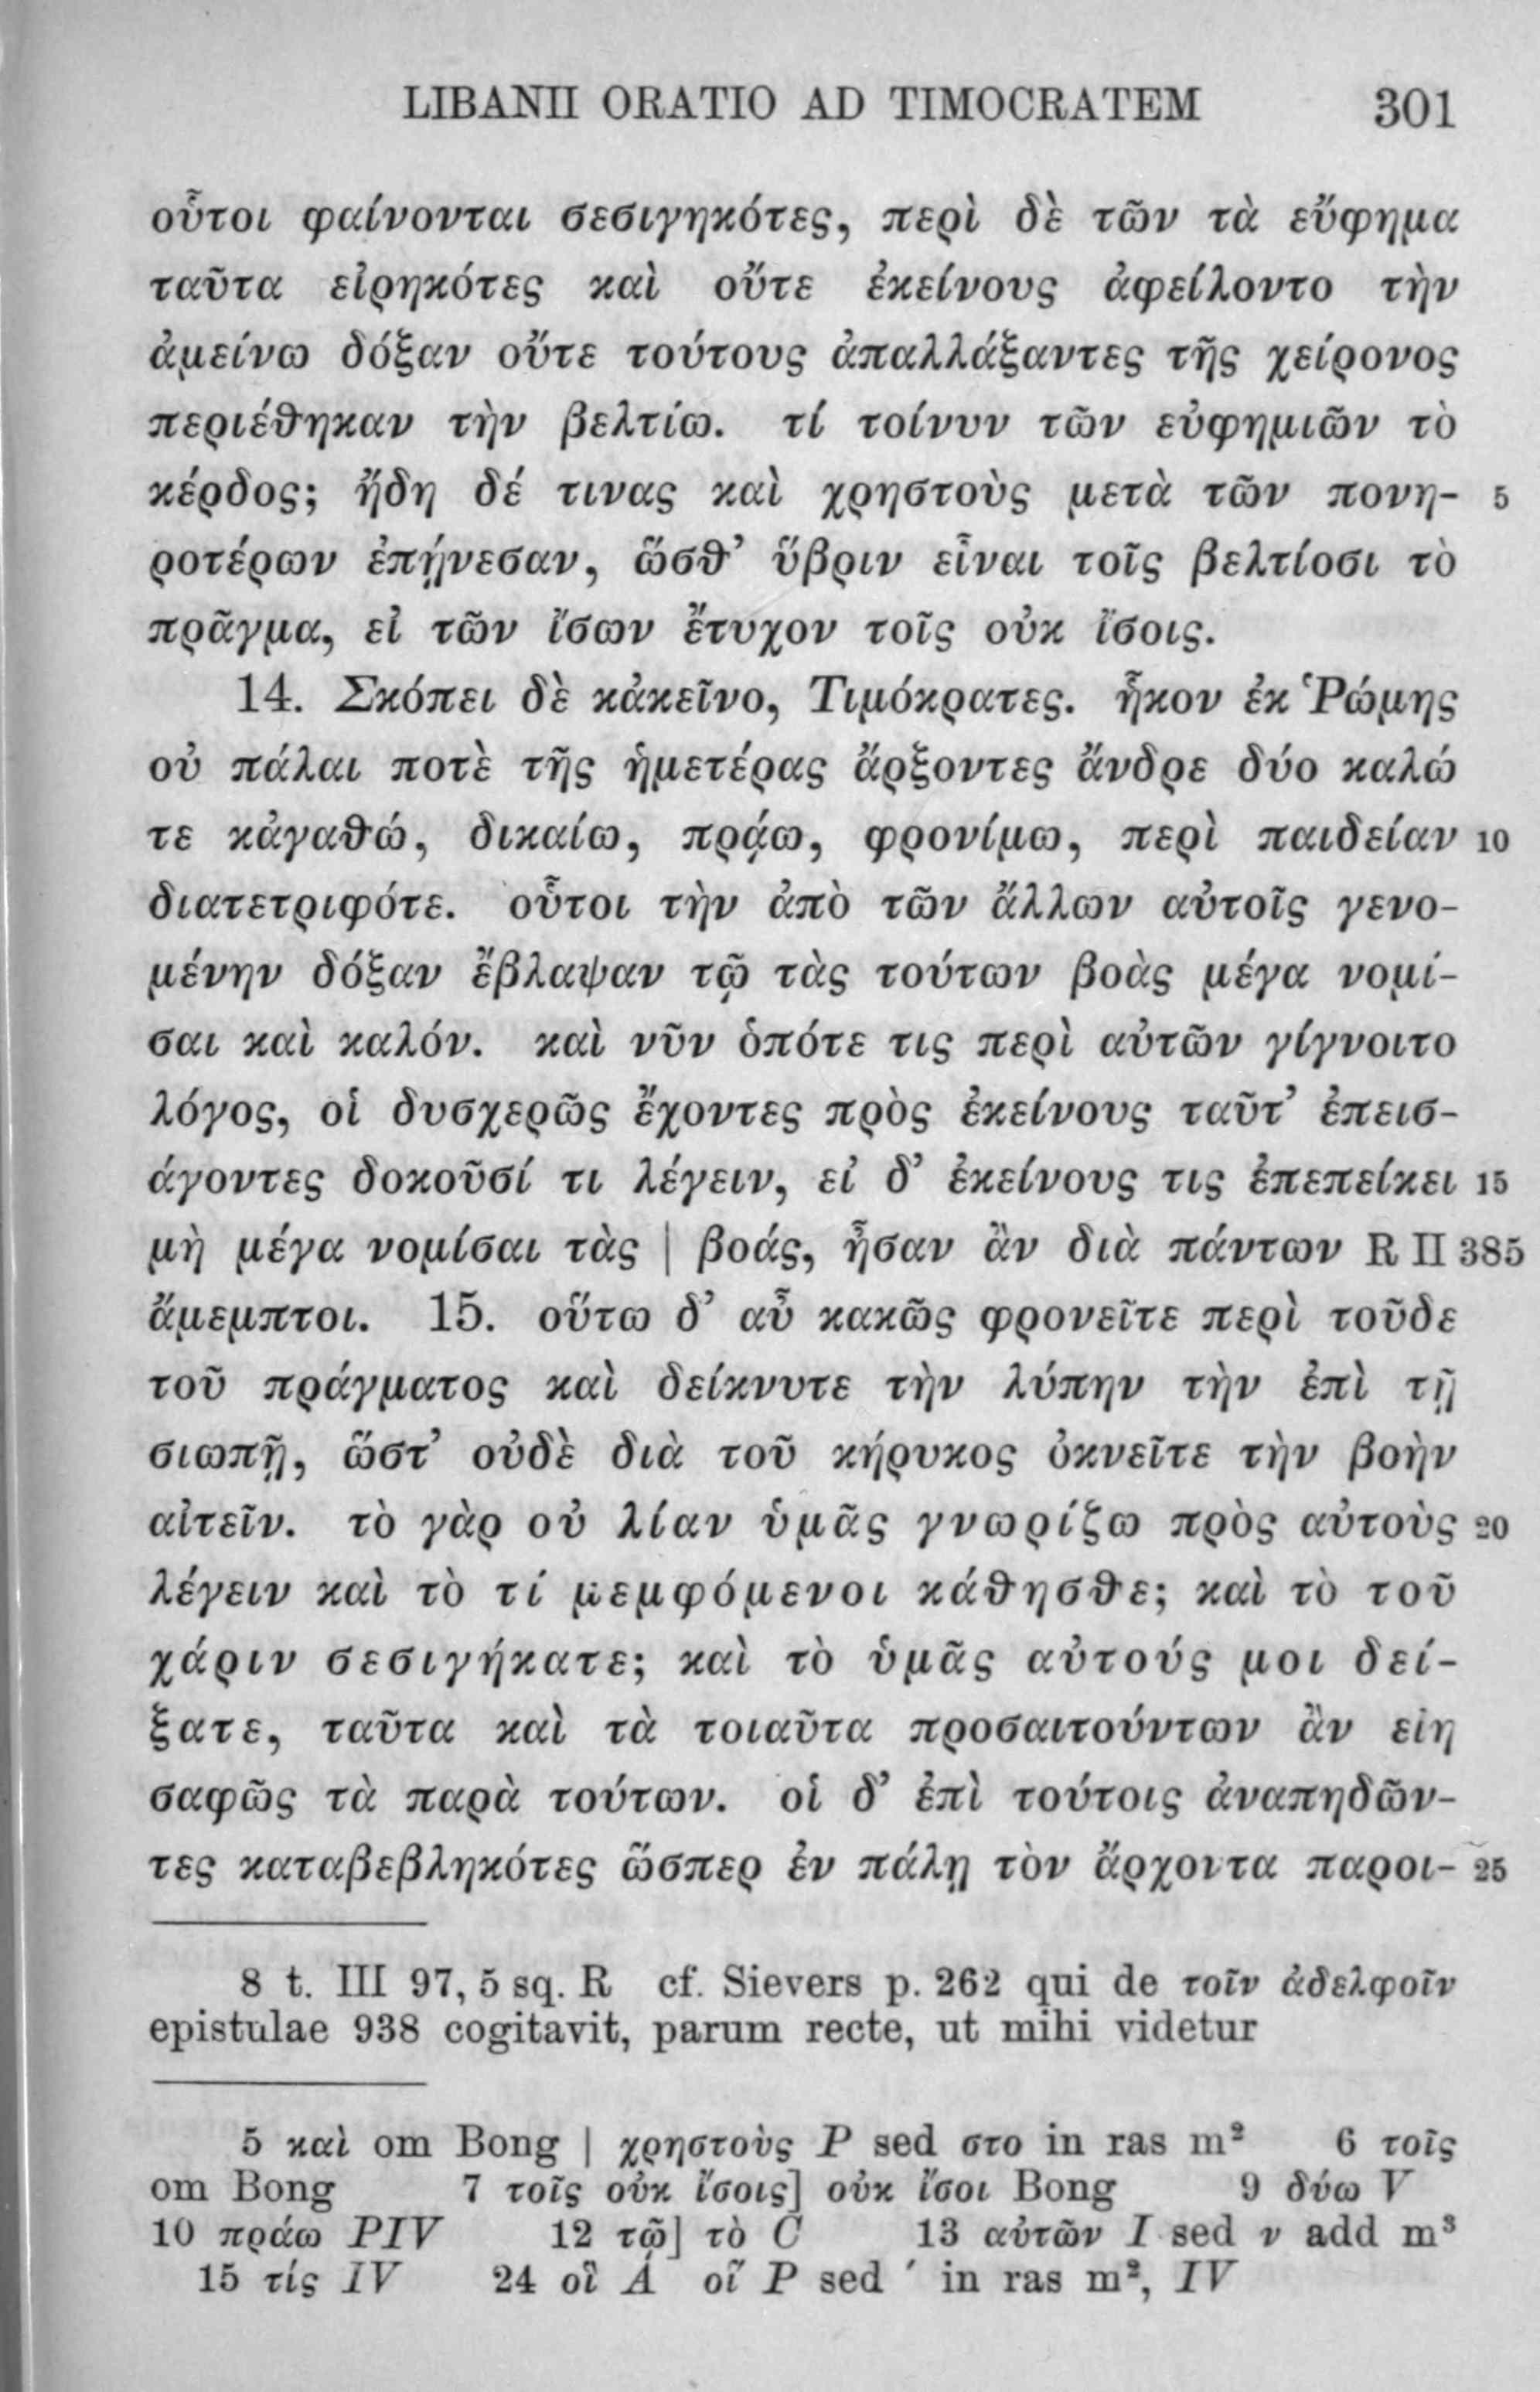 LIBANII ORATIO AD TIMOCRATEM 301
οὗτοι φαίνονται σεσιγηκότες, περὶ δὲ τῶν τὰ εὔφημα
ταῦτα εἰρηκότες καὶ οὔτε ἐκείνους ἀφείλοντο τὴν
ἀμείνω δόξαν οὔτε τούτους ἀπαλλάξαντες τῆς χείρονος
περιέθηκαν τὴν βελτίω. τί τοίνυν τῶν εὐφημιῶν τὸ
κέρδος; ἤδη δέ τινας καὶ χρηστοὺς μετὰ τῶν πονη- 5
ροτέρων ἐπῄνεσαν, ὥσθ’ ὕβριν εἶναι τοῖς βελτίοσι τὸ
πρᾶγμα, εἰ τῶν ἴσων ἔτυχον τοῖς οὐκ ἴσοις.
14. Σκόπει δὲ κἀκεῖνο, Τιμόκρατες. ἧκον ἐκ Ῥώμης
οὐ πάλαι ποτὲ τῆς ἡμετέρας ἄρξοντες ἄνδρε δύο καλώ
τε κἀγαθώ, δικαίω, πρᾴω, φρονίμω, περὶ παιδείαν 10
διατετριφότε. οὗτοι τὴν ἀπὸ τῶν ἄλλων αὐτοῖς γενο-
μένην δόξαν ἔβλαψαν τῷ τὰς τούτων βοὰς μέγα νομί-
σαι καὶ καλόν. καὶ νῦν ὁπότε τις περὶ αὐτῶν γίγνοιτο
λόγος, οἱ δυσχερῶς ἔχοντες πρὸς ἐκείνους ταῦτ’ ἐπεισ-
άγοντες δοκοῦσί τι λέγειν, εἰ δ’ ἐκείνους τις ἐπεπείκει 15
μὴ μέγα νομίσαι τὰς | βοάς, ἦσαν ἂν διὰ πάντων R II 385
ἄμεμπτοι. 15. οὕτω δ’ αὖ κακῶς φρονεῖτε περὶ τοῦδε
τοῦ πράγματος καὶ δείκνυτε τὴν λύπην τὴν ἐπὶ τῇ
σιωπῇ, ὥστ’ οὐδὲ διὰ τοῦ κήρυκος ὀκνεῖτε τὴν βοὴν
αἰτεῖν. τὸ γὰρ οὐ λίαν ὑμᾶς γνωρίζω πρὸς αὐτοὺς 20
λέγειν καὶ τὸ τί μεμφόμενοι κάθησθε; καὶ τὸ τοῦ
χάριν σεσιγήκατε; καὶ τὸ ὑμᾶς αὐτούς μοι δεί-
ξατε, ταῦτα καὶ τὰ τοιαῦτα προσαιτούντων ἂν εἴη
σαφῶς τὰ παρὰ τούτων. οἱ δ’ ἐπὶ τούτοις ἀναπηδῶν-
τες καταβεβληκότες ὥσπερ ἐν πάλῃ τὸν ἄρχοντα παροι- 25
8 t. III 97, 5 sq. R cf. Sievers p. 262 qui de τοῖν ἀδελφοῖν
epistulae 938 cogitavit, parum recte, ut mihi videtur
5 καὶ om Bong | χρηστοὺς P sed στο in ras m² 6 τοῖς
om Bong 7 τοῖς οὐκ ἴσοις] οὐκ ἴσοι Bong 9 δύω V
10 πράω PIV 12 τῷ] τὸ C 13 αὐτῶν I sed ν add m³
15 τίς IV 24 οἳ A οἵ P sed ′ in ras m², IV